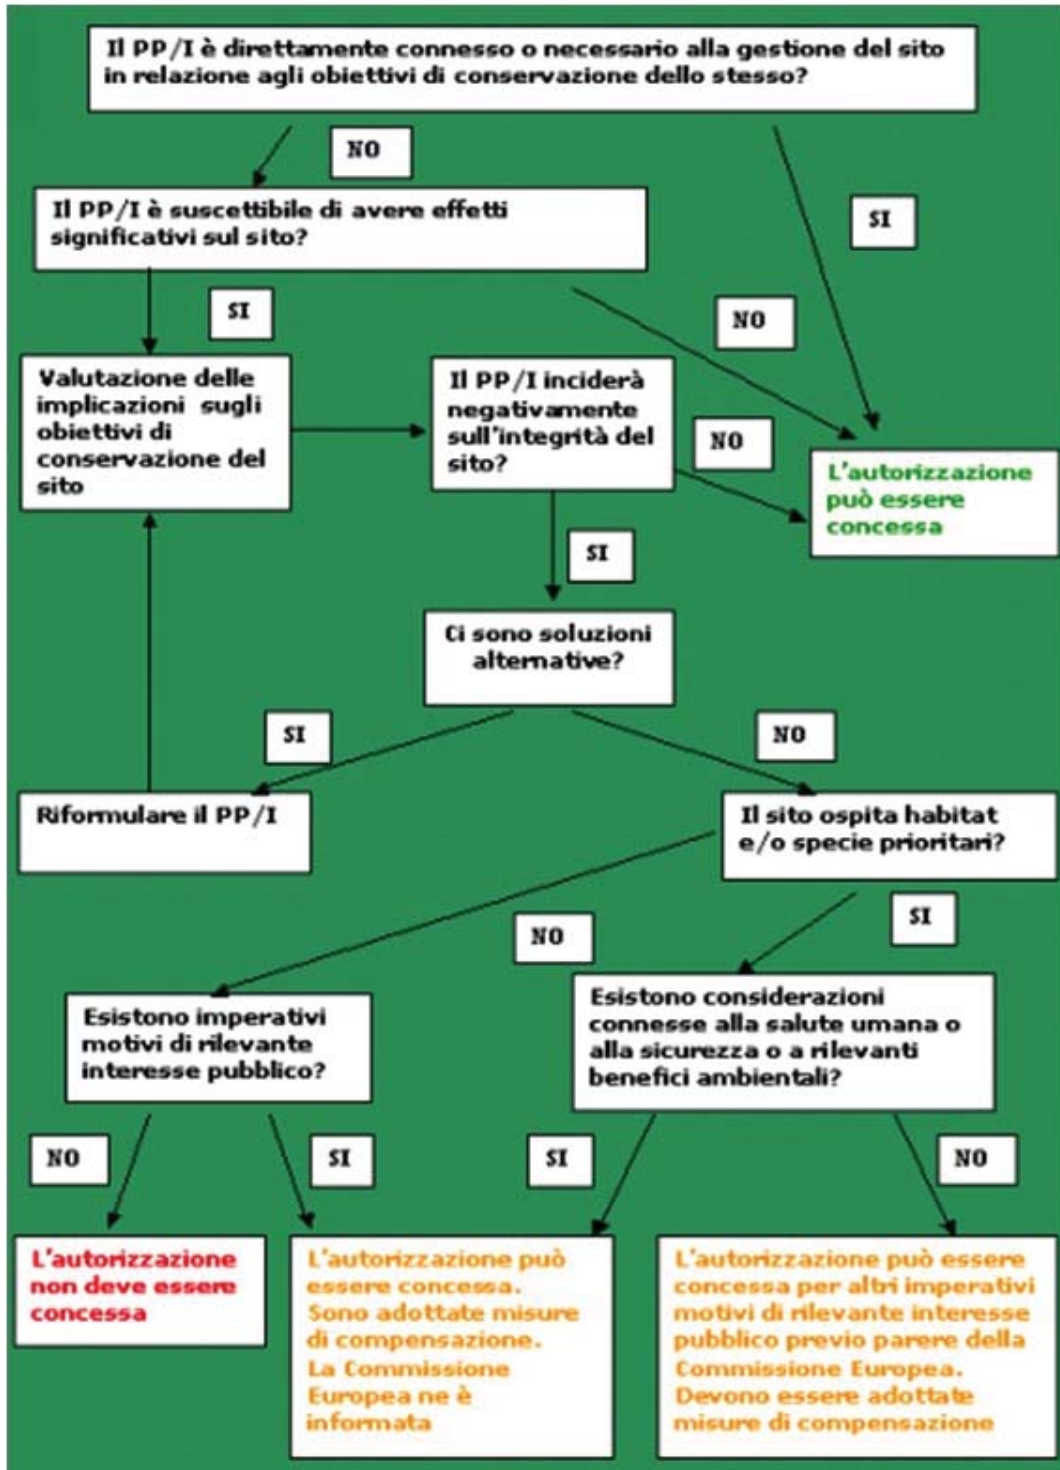 Il PP/I è direttamente connesso o necessario alla gestione del sito
in relazione agli obiettivi di conservazione dello stesso?
NO
SI
Il PP/I è suscettibile di avere effetti
significativi sul sito?
SI
NO
Valutazione delle
implicazioni sugli
obiettivi di
conservazione del
sito
Il PP/I inciderà
negativamente
sull'integrità del
sito?
NO
L'autorizzazione
può essere
concessa
SI
Ci sono soluzioni
alternative?
SI
NO
Riformulare il PP/I
Il sito ospita habitat
e/o specie prioritari?
NO
SI
Esistono imperativi
motivi di rilevante
interesse pubblico?
Esistono considerazioni
connesse alla salute umana o
alla sicurezza o a rilevanti
benefici ambientali?
NO
SI
SI
NO
L'autorizzazione
non deve essere
concessa
L'autorizzazione può
essere concessa.
Sono adottate misure
di compensazione.
La Commissione
Europea ne è
informata
L'autorizzazione può essere
concessa per altri imperativi
motivi di rilevante interesse
pubblico previo parere della
Commissione Europea.
Devono essere adottate
misure di compensazione